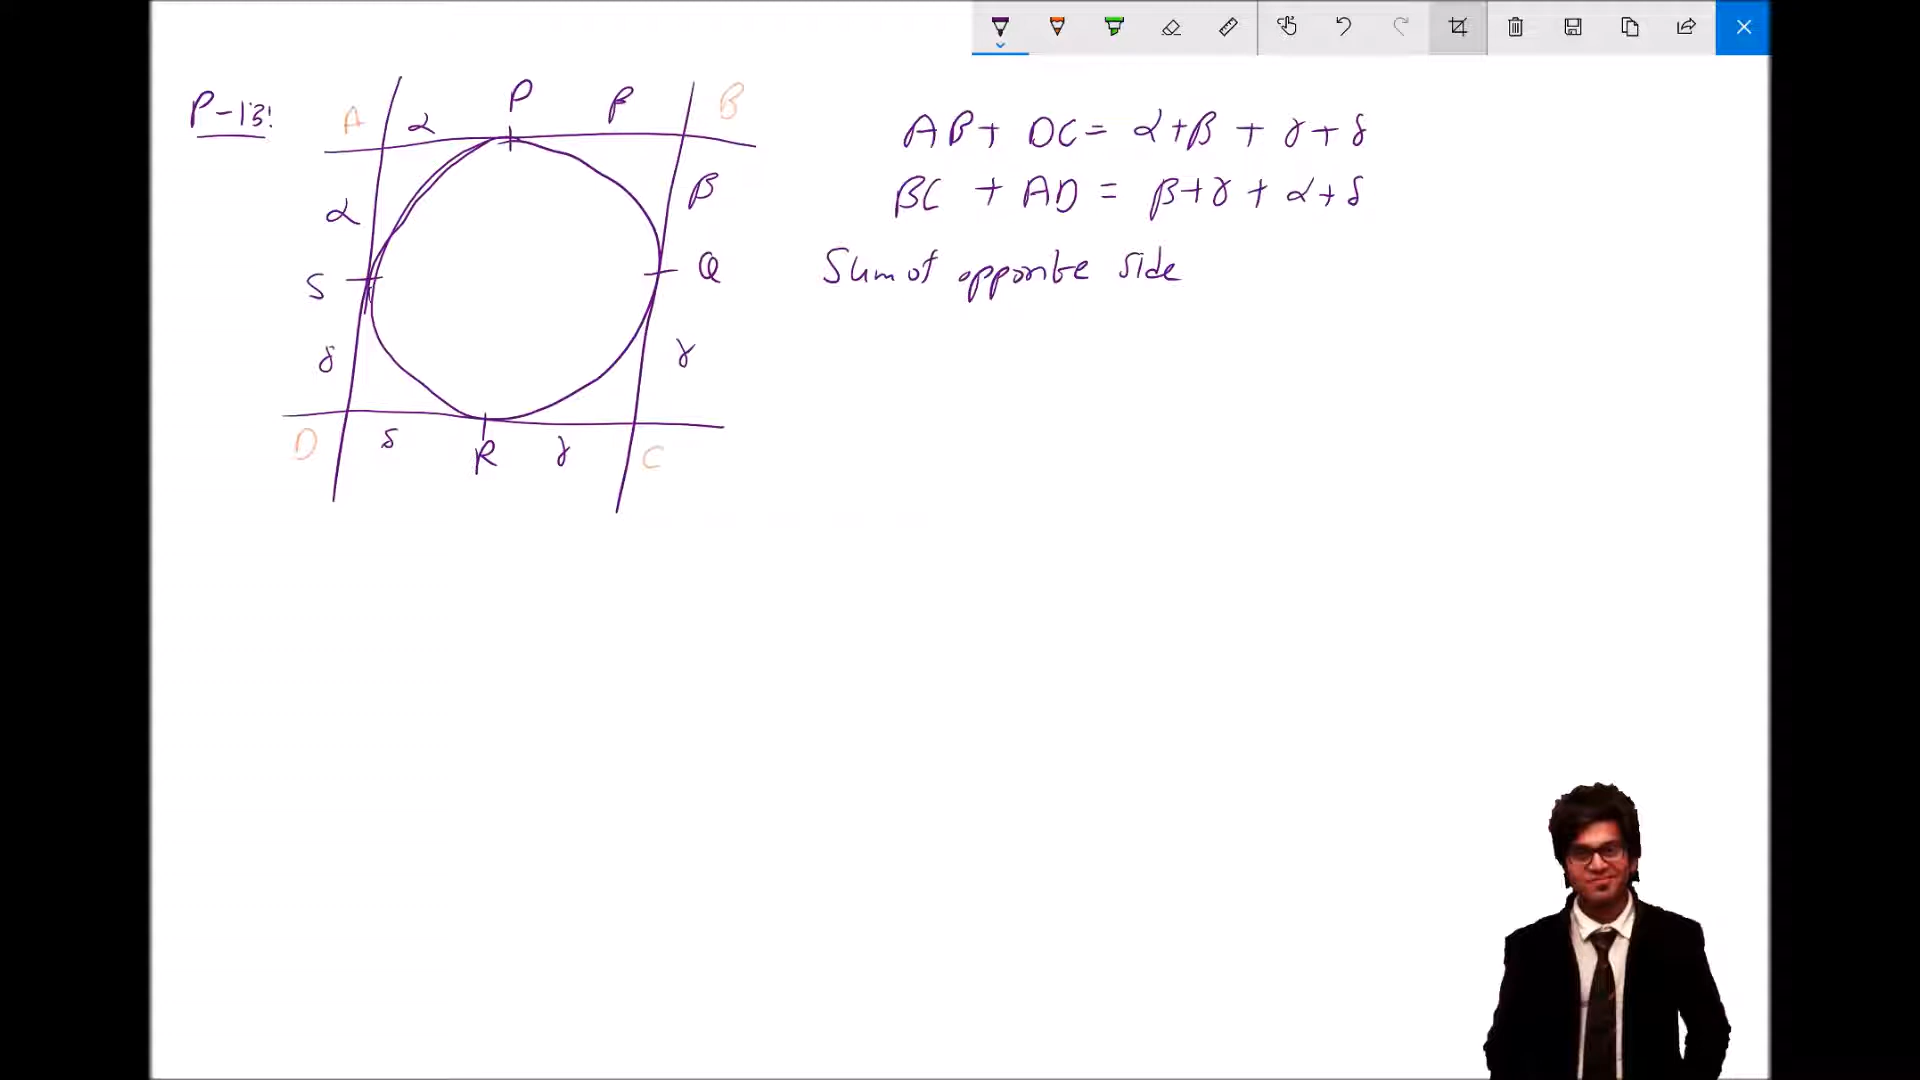 P-13:
A α P β B
α β
S Q
δ γ
D δ R γ C
AB+ DC = α+β + γ+δ
BC + AD = β+γ + α+δ
Sum of opposite side